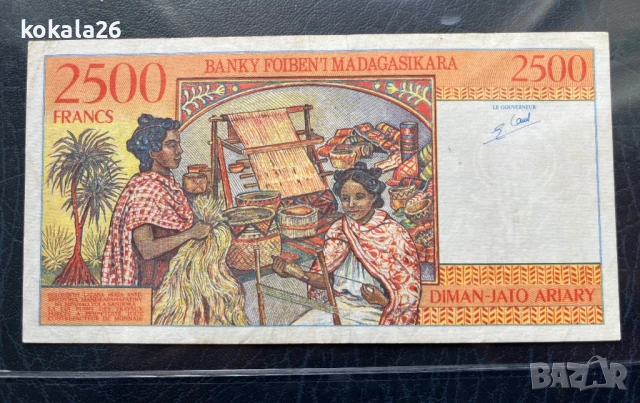 kokala26
2500
FRANCS
BANKY FOIBEN'I MADAGASIKARA
2500
LE GOUVERNEUR
DIMAN-JATO ARIARY
BAZAR